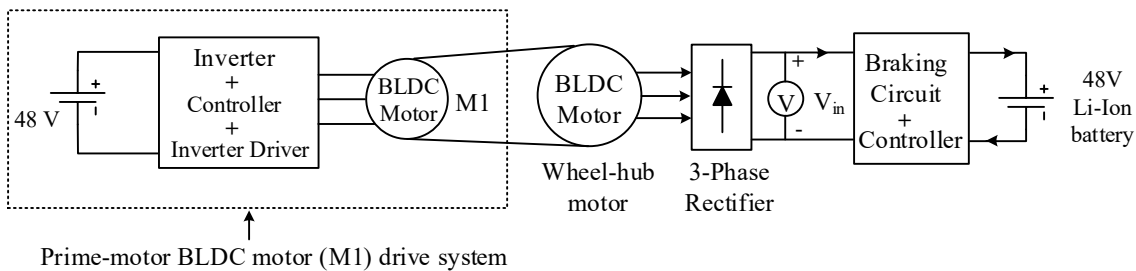 48 V
+
-
Inverter
+
Controller
+
Inverter Driver
BLDC
Motor
M1
BLDC
Motor
Wheel-hub
motor
3-Phase
Rectifier
+
V
Vin
-
Braking
Circuit
+
Controller
+
-
48V
Li-Ion
battery
Prime-motor BLDC motor (M1) drive system